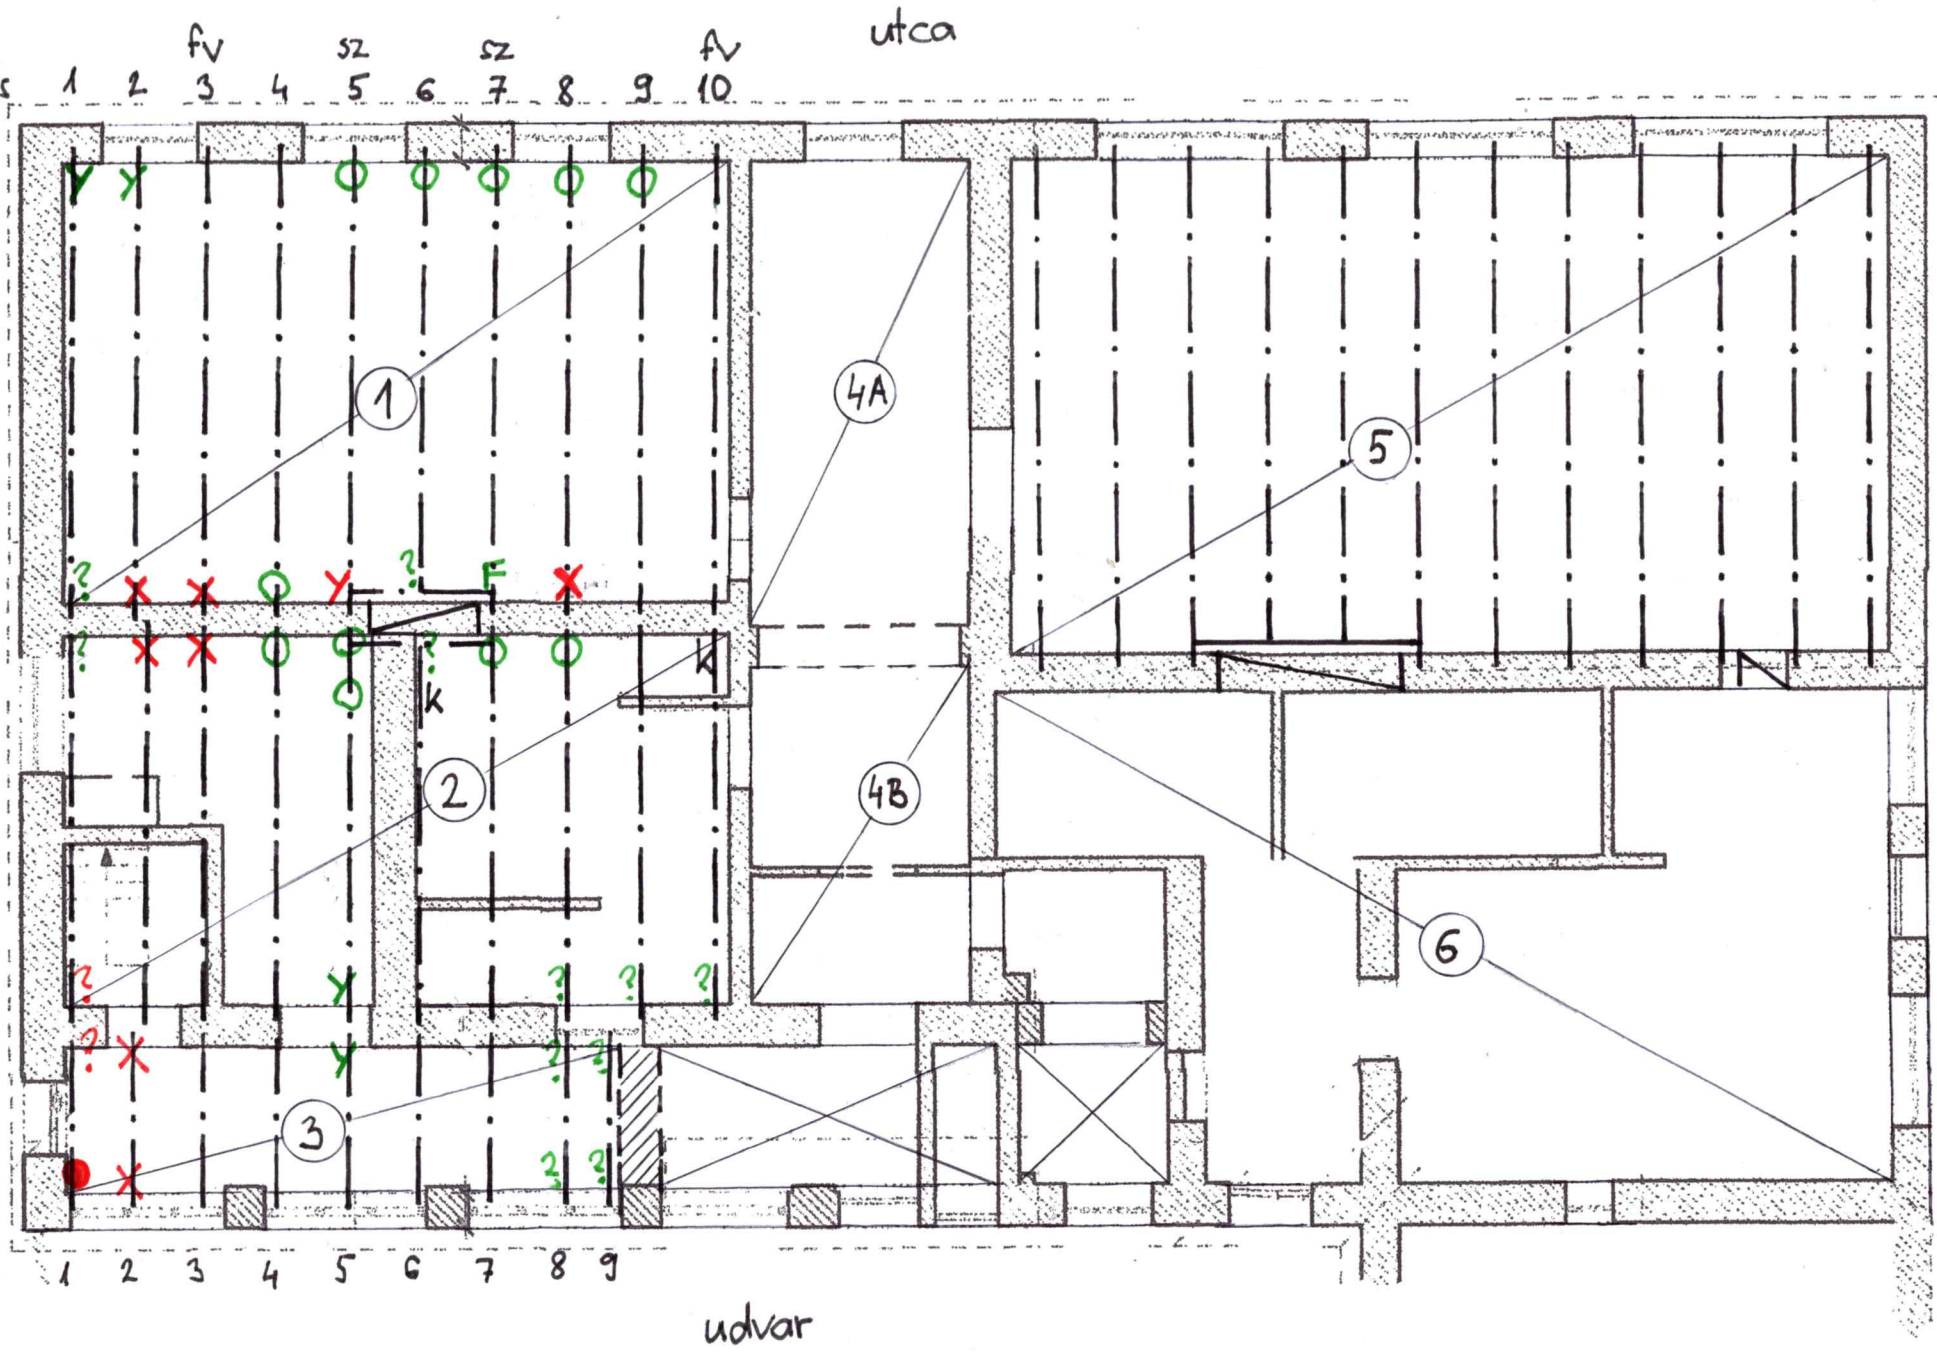 utca
fv sz sz fv
s 1 2 3 4 5 6 7 8 9 10
Y Y O O O O O
1
4A
5
? X X O Y ? F X
? X X O O ? O O k
O k
2
4B
6
? Y ? ? ?
? X Y ? ?
3
X ? ?
1 2 3 4 5 6 7 8 9
udvar